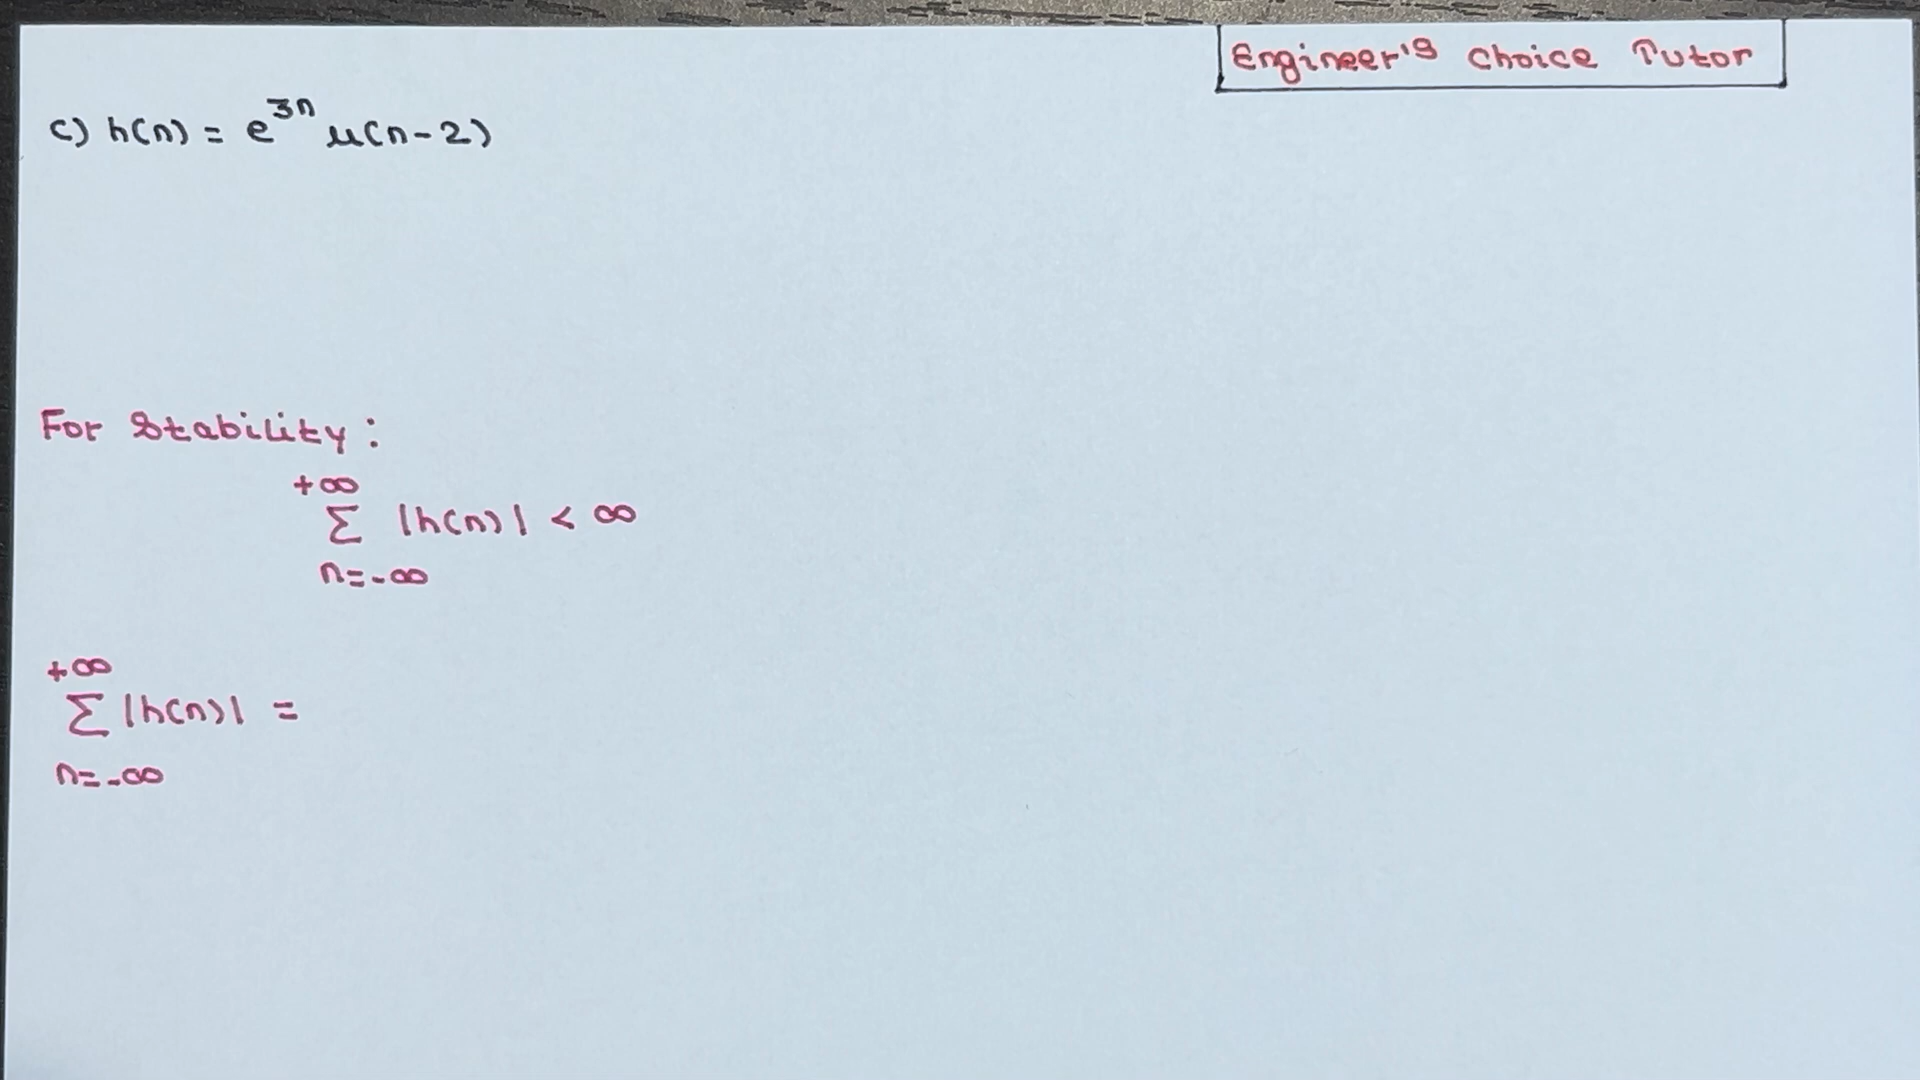 Engineer's Choice Tutor
c) h(n) = e^{3n} u(n-2)
For Stability :
+∞
Σ |h(n)| < ∞
n=-∞
+∞
Σ |h(n)| =
n=-∞